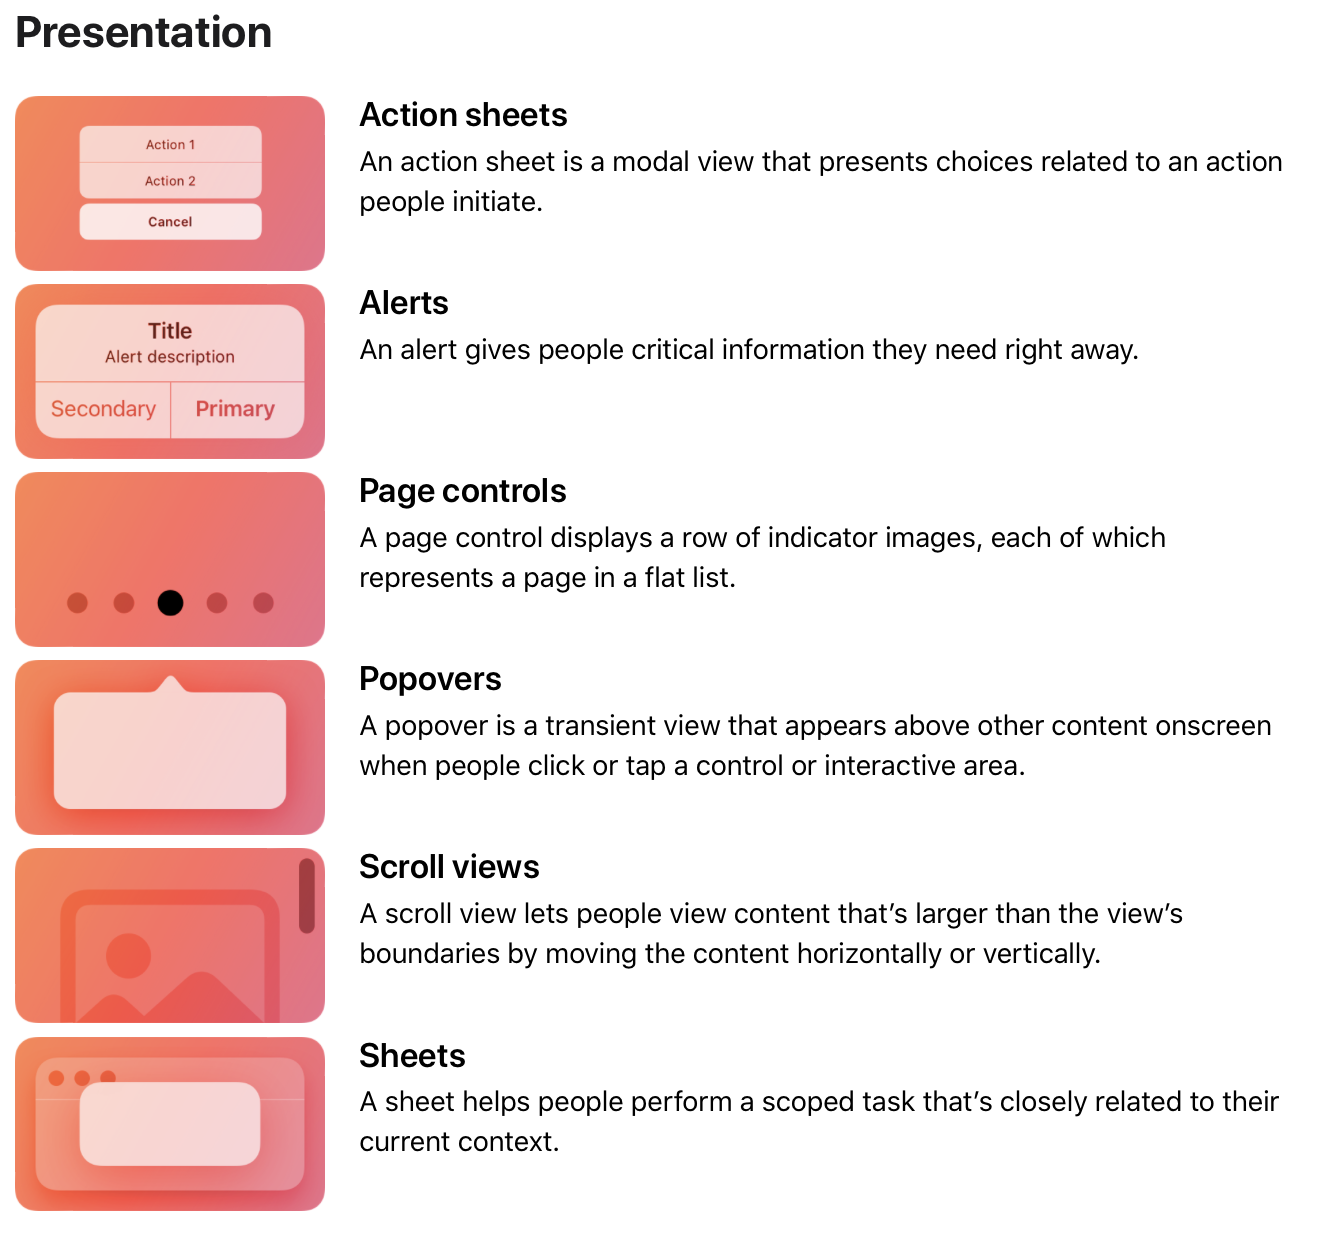 Presentation
Action 1
Action 2
Cancel
Action sheets
An action sheet is a modal view that presents choices related to an action
people initiate.
Title
Alert description
Secondary
Primary
Alerts
An alert gives people critical information they need right away.
Page controls
A page control displays a row of indicator images, each of which
represents a page in a flat list.
Popovers
A popover is a transient view that appears above other content onscreen
when people click or tap a control or interactive area.
Scroll views
A scroll view lets people view content that’s larger than the view’s
boundaries by moving the content horizontally or vertically.
Sheets
A sheet helps people perform a scoped task that’s closely related to their
current context.